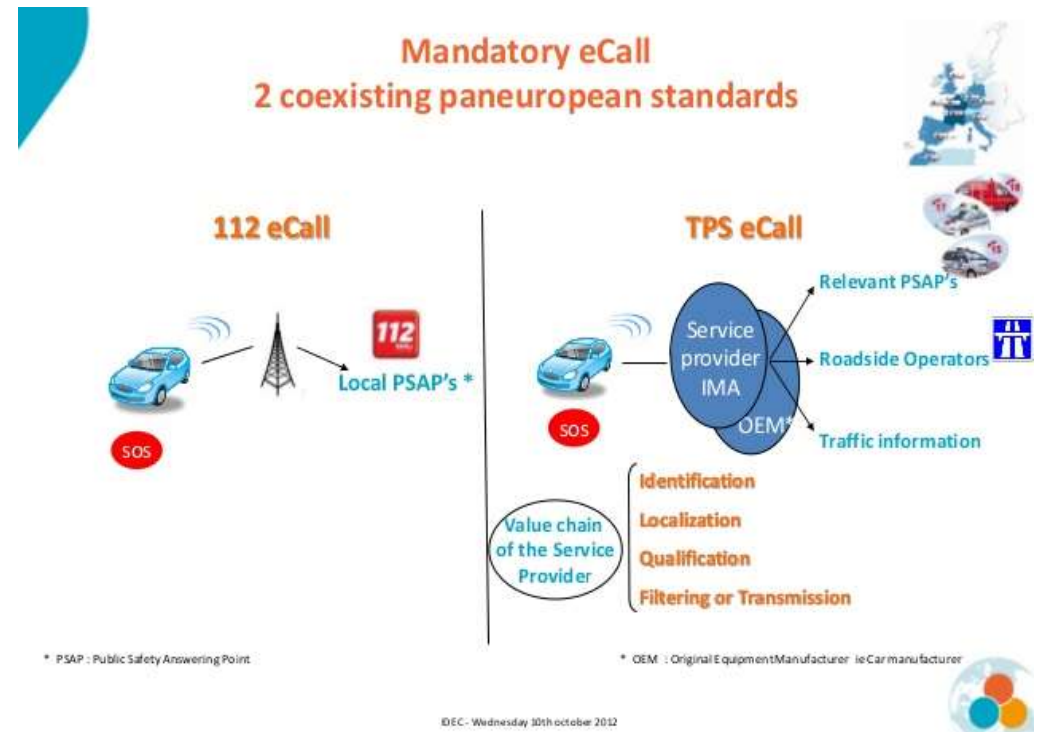 Mandatory eCall
2 coexisting paneuropean standards
112 eCall
112
Local PSAP's *
SOS
TPS eCall
Service
provider
IMA
OEM*
SOS
Relevant PSAP's
Roadside Operators
Traffic information
Value chain
of the Service
Provider
Identification
Localization
Qualification
Filtering or Transmission
* PSAP : Public Safety Answering Point
* OEM : Original Equipment Manufacturer ie Car manufacturer
IDEC - Wednesday 10th october 2012